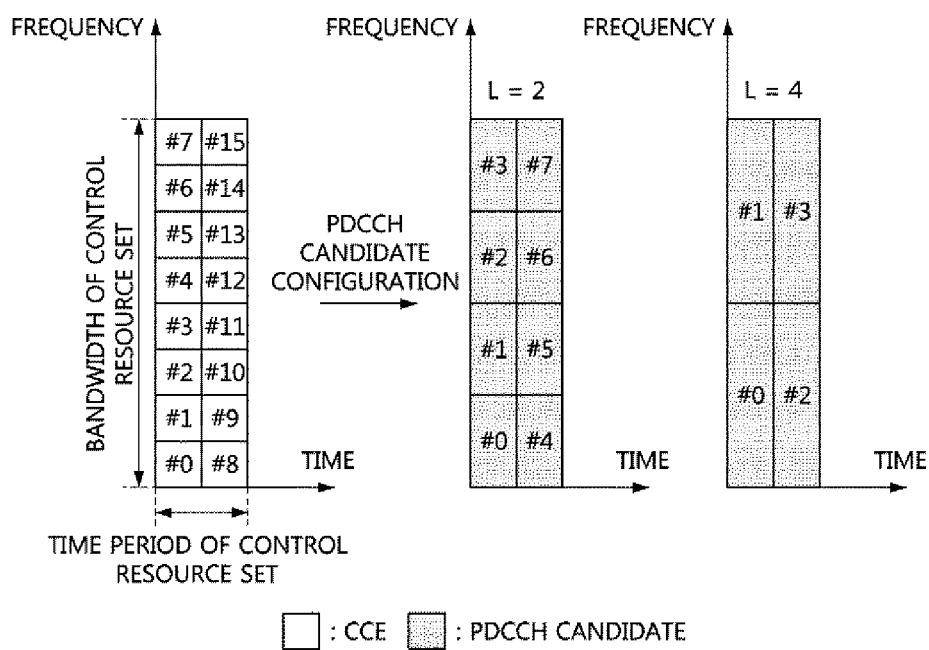 FREQUENCY
FREQUENCY
FREQUENCY
L = 2
L = 4
BANDWIDTH OF CONTROL
RESOURCE SET
#7 #15
#6 #14
#5 #13
#4 #12
#3 #11
#2 #10
#1 #9
#0 #8
TIME
TIME PERIOD OF CONTROL
RESOURCE SET
PDCCH
CANDIDATE
CONFIGURATION
#3 #7
#2 #6
#1 #5
#0 #4
TIME
#1 #3
#0 #2
TIME
: CCE
: PDCCH CANDIDATE